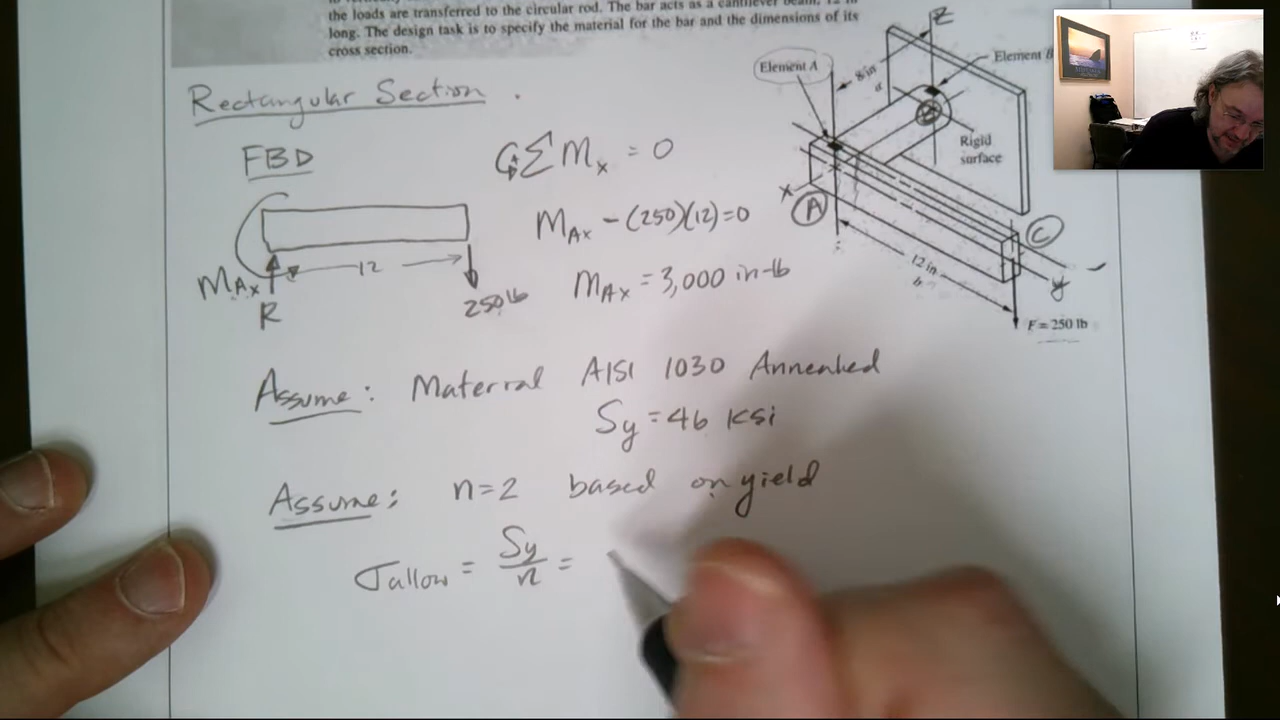 the loads are transferred to the circular rod. The bar acts as a cantilever beam, 12 in
long. The design task is to specify the material for the bar and the dimensions of its
cross section.
Rectangular Section .
FBD
ΣMx = 0
MAx - (250)(12)=0
MAx = 3,000 in-lb
12
MAx
R
250 lb
Assume: Material AISI 1030 Annealed
Sy = 46 ksi
Assume: n=2 based on yield
σallow = Sy/n =
Z
Element A
8 in
a
Element B
Rigid
surface
X
A
C
12 in
b
y
F = 250 lb